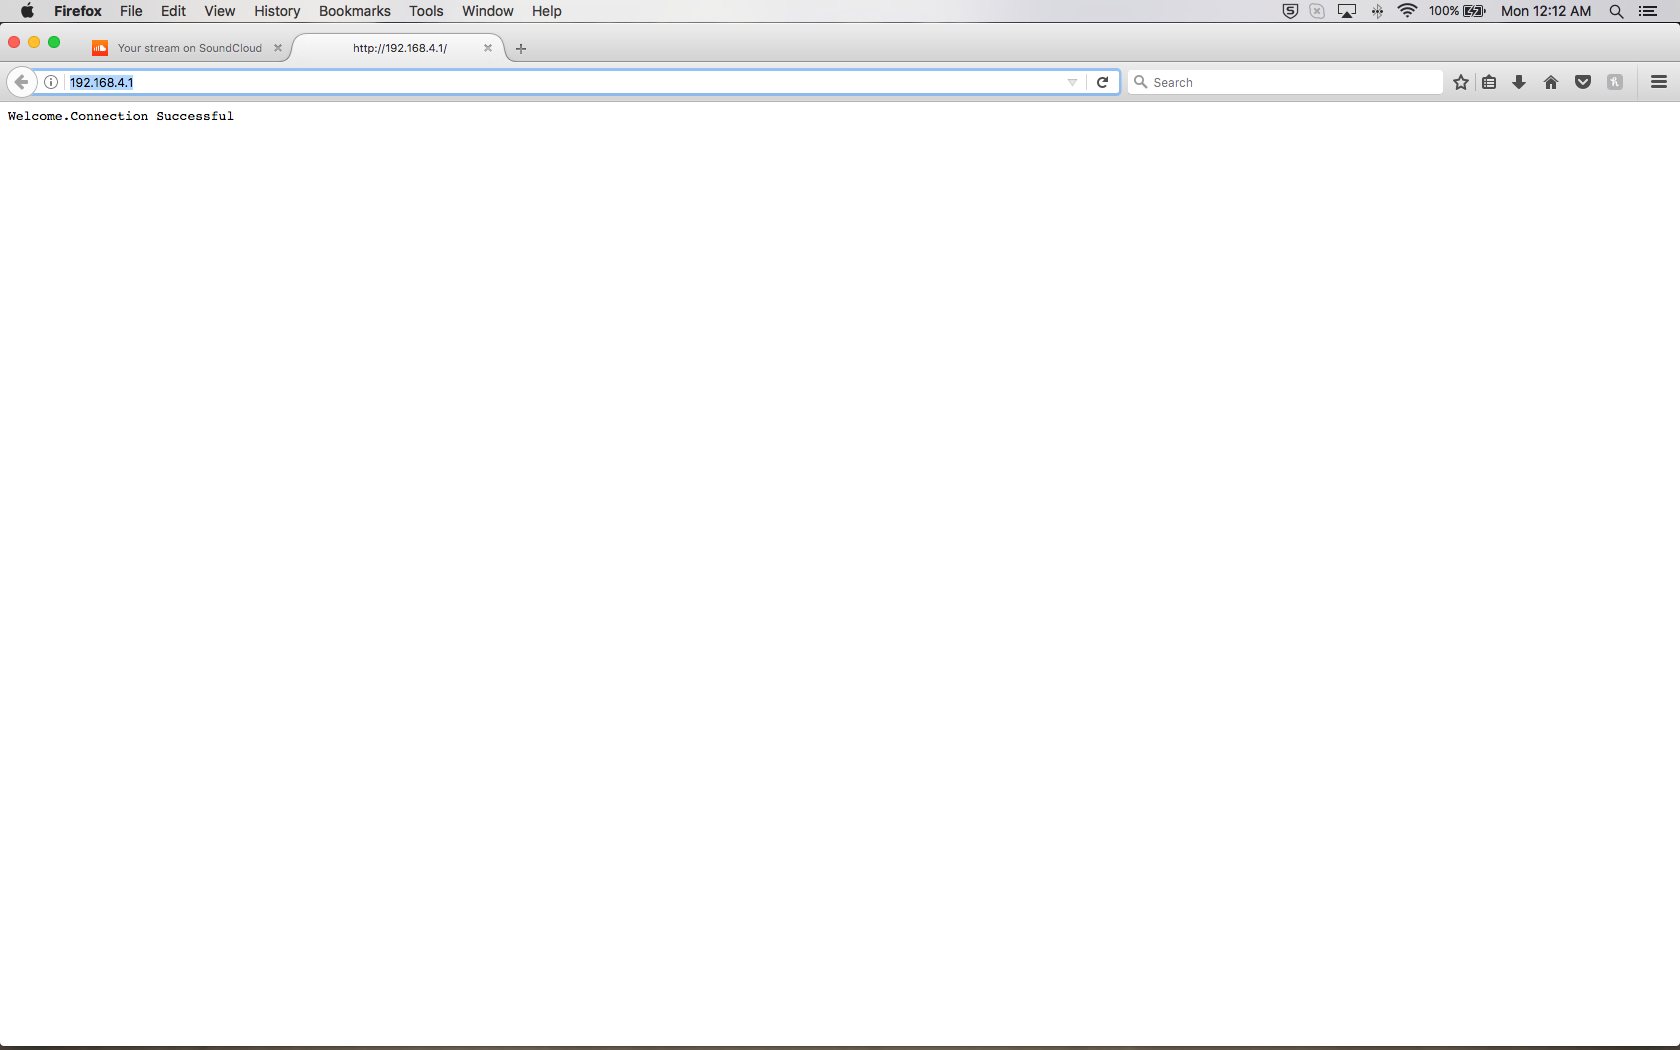 Firefox File Edit View History Bookmarks Tools Window Help 100% Mon 12:12 AM
Your stream on SoundCloud http://192.168.4.1/
192.168.4.1 Search
Welcome.Connection Successful